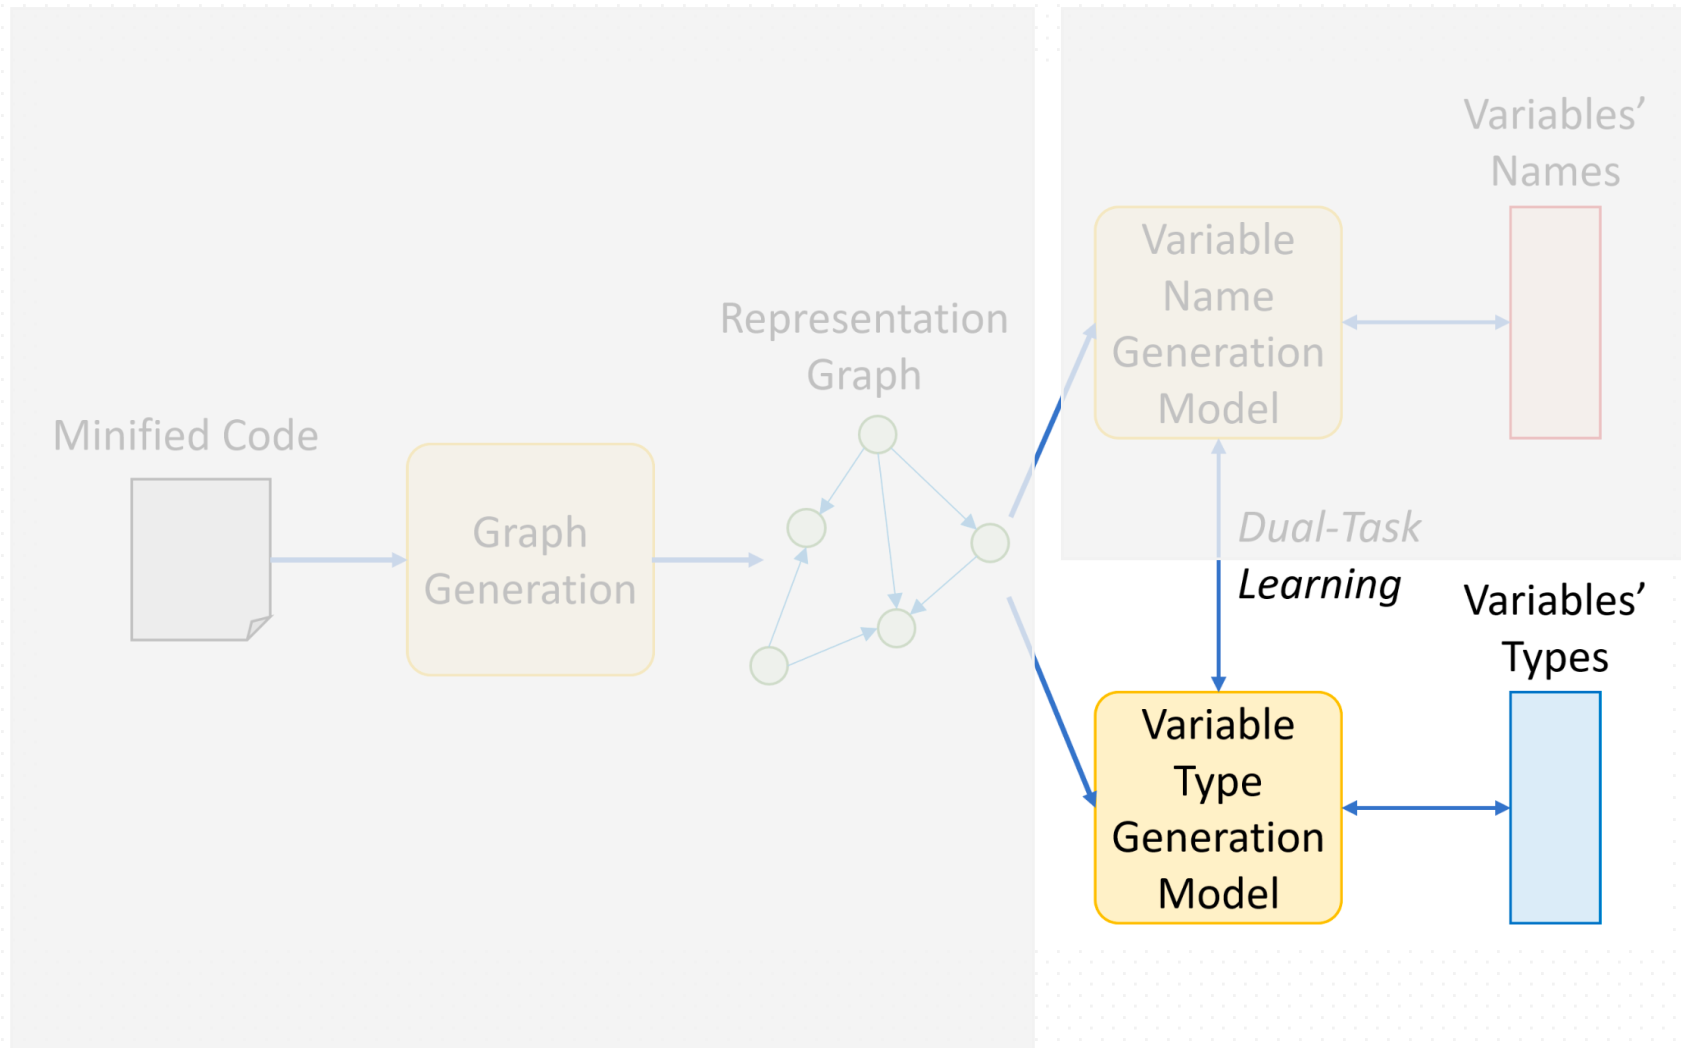 Minified Code
Graph
Generation
Representation
Graph
Variable
Name
Generation
Model
Variables’
Names
Dual-Task
Learning
Variable
Type
Generation
Model
Variables’
Types